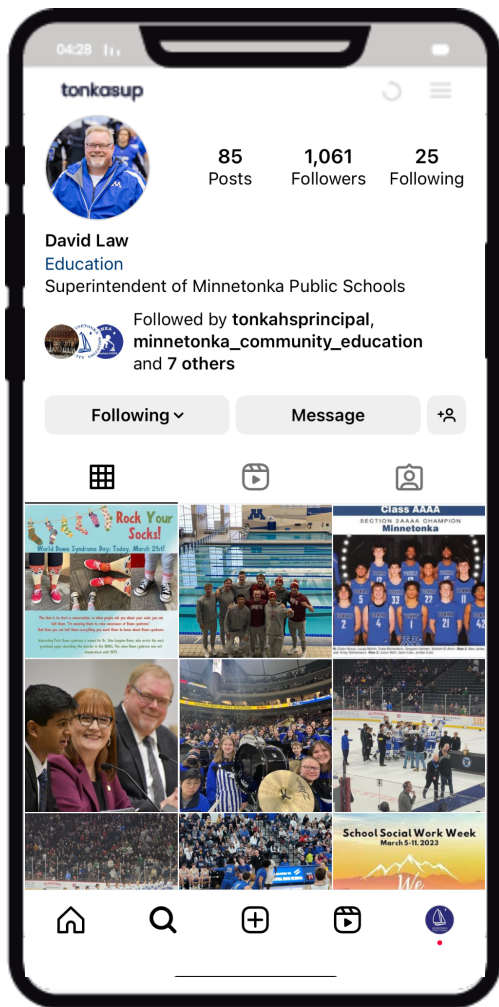 04:28
tonkasup
85
Posts
1,061
Followers
25
Following
David Law
Education
Superintendent of Minnetonka Public Schools
Followed by tonkahsprincipal,
minnetonka_community_education
and 7 others
Following
Message
Rock Your
Socks!
World Down Syndrome Day: Today, March 21st!
Class AAAA
SECTION 2AAAA CHAMPION
Minnetonka
School Social Work Week
March 5-11, 2023
We